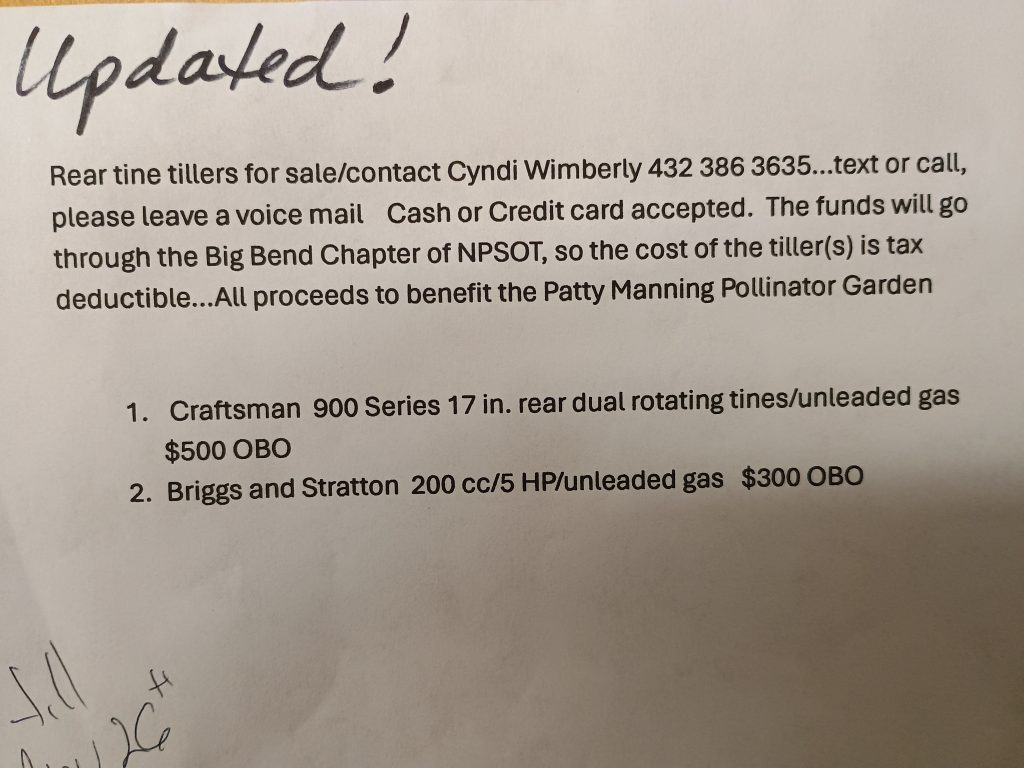 Updated!
Rear tine tillers for sale/contact Cyndi Wimberly 432 386 3635...text or call,
please leave a voice mail Cash or Credit card accepted. The funds will go
through the Big Bend Chapter of NPSOT, so the cost of the tiller(s) is tax
deductible...All proceeds to benefit the Patty Manning Pollinator Garden
1. Craftsman 900 Series 17 in. rear dual rotating tines/unleaded gas
$500 OBO
2. Briggs and Stratton 200 cc/5 HP/unleaded gas $300 OBO
26th